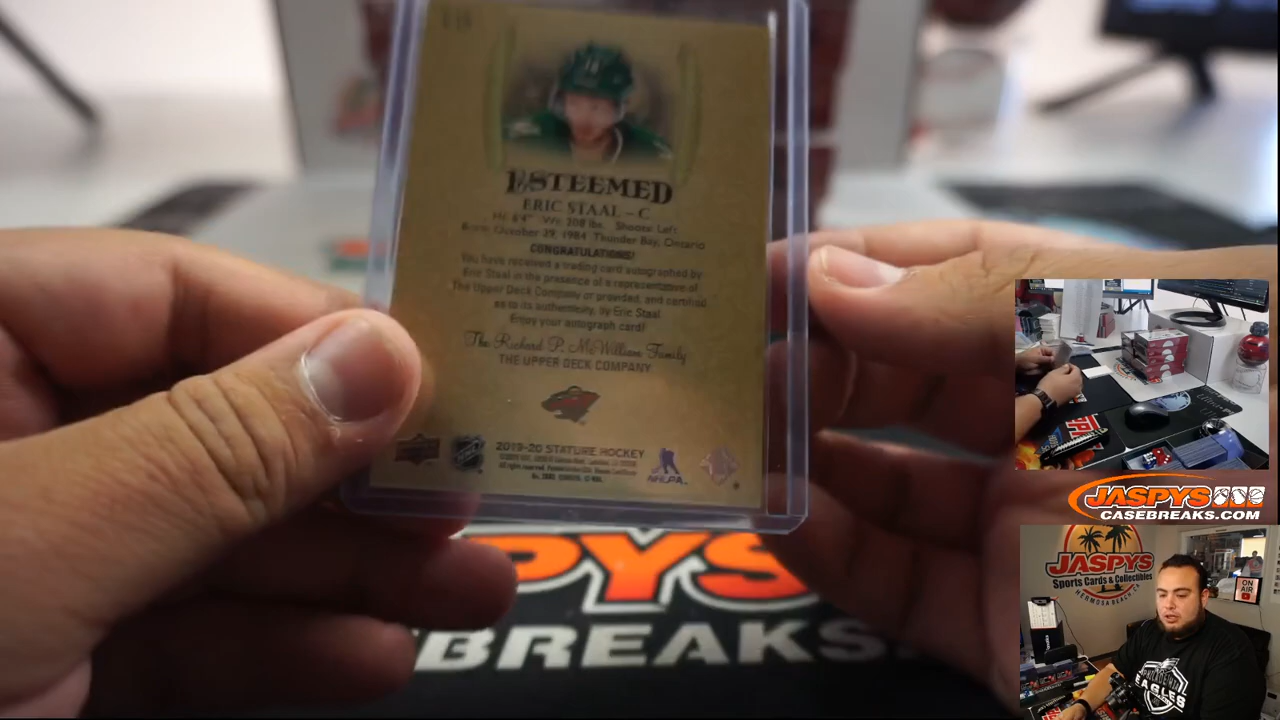 ESTEEMED
ERIC STAAL – C
Ht: 6'4" Wt: 208 lbs. Shoots: Left
Born: October 29, 1984 Thunder Bay, Ontario
CONGRATULATIONS!
You have received a trading card autographed by
Eric Staal in the presence of a representative of
The Upper Deck Company or provided, and certified
as to its authenticity, by Eric Staal.
Enjoy your autograph card!
The Richard P. McWilliam Family
THE UPPER DECK COMPANY
2019-20 STATURE HOCKEY
NHLPA
PYS
BREAKS
JASPYS
CASEBREAKS.COM
JASPYS
Sports Cards & Collectibles
HERMOSA BEACH, CA
ON
AIR
EAGLES